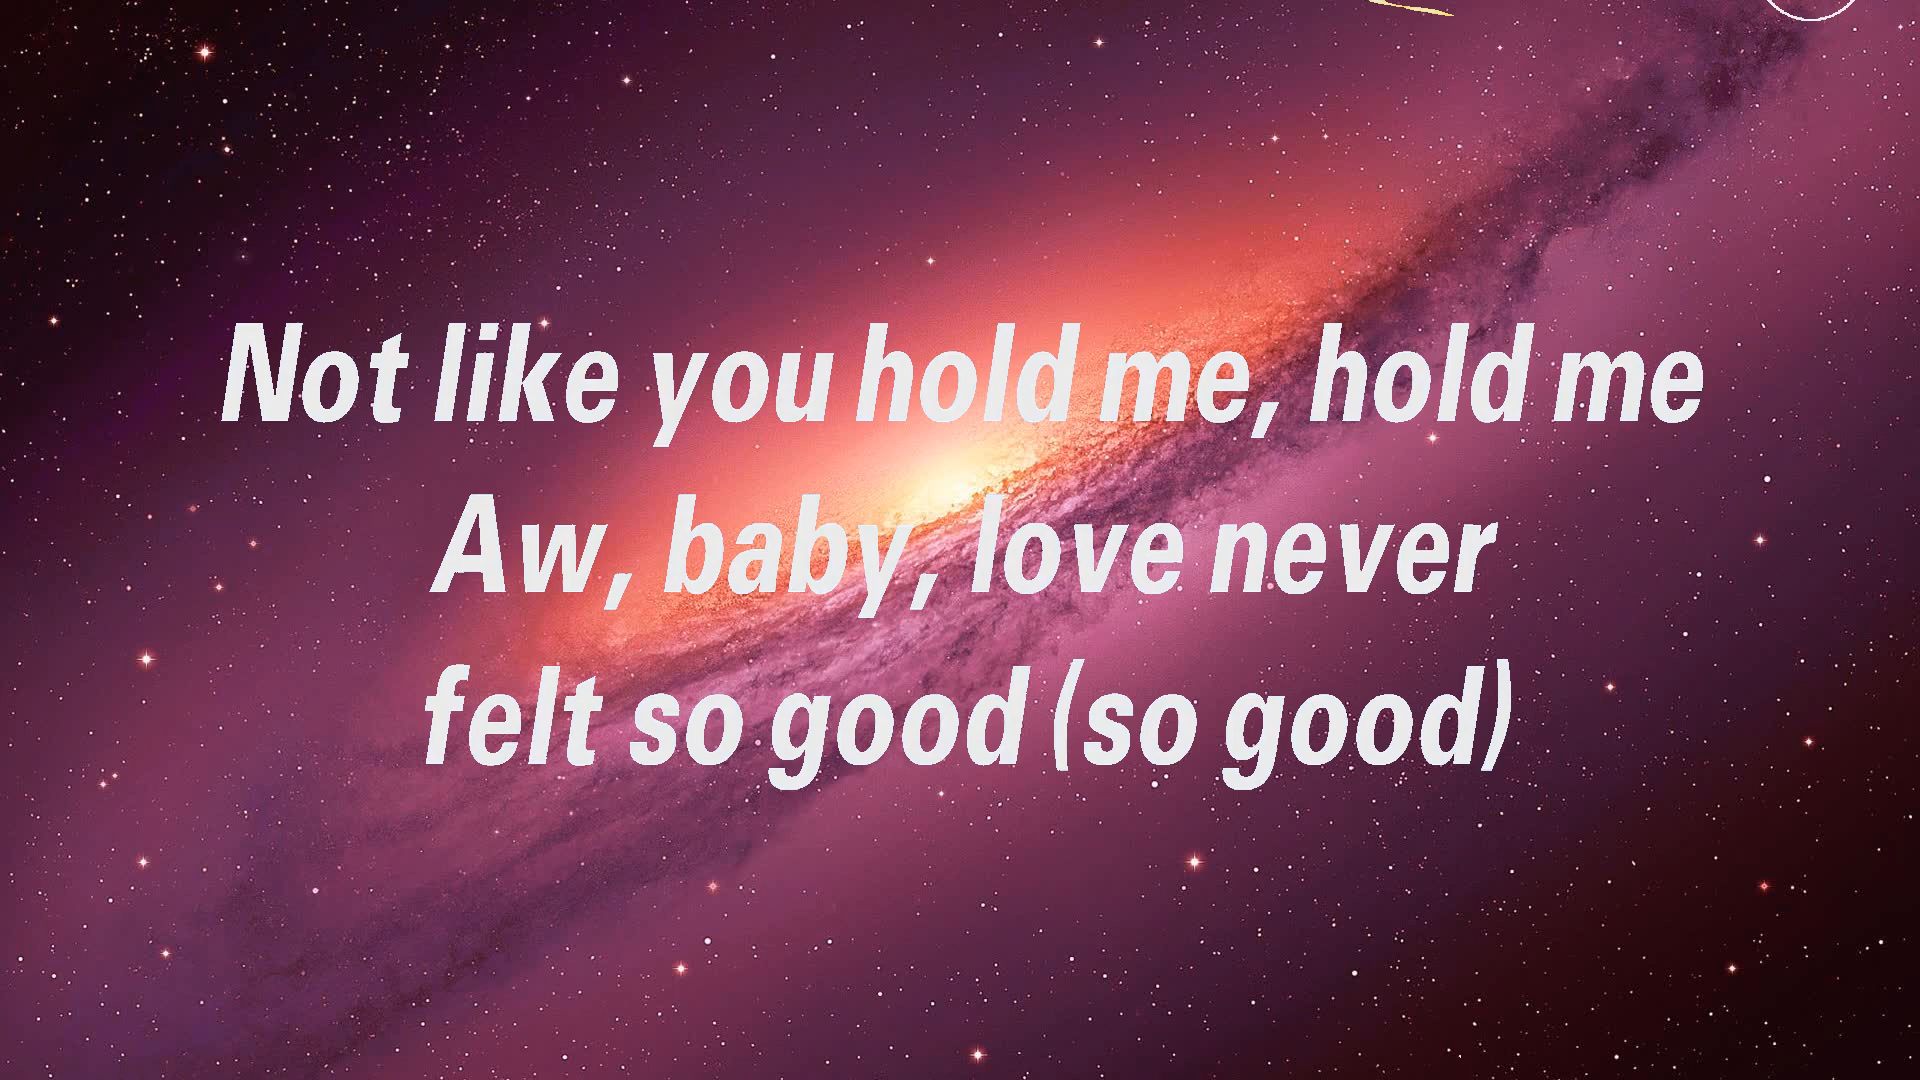 Not like you hold me, hold me
Aw, baby, love never
felt so good (so good)